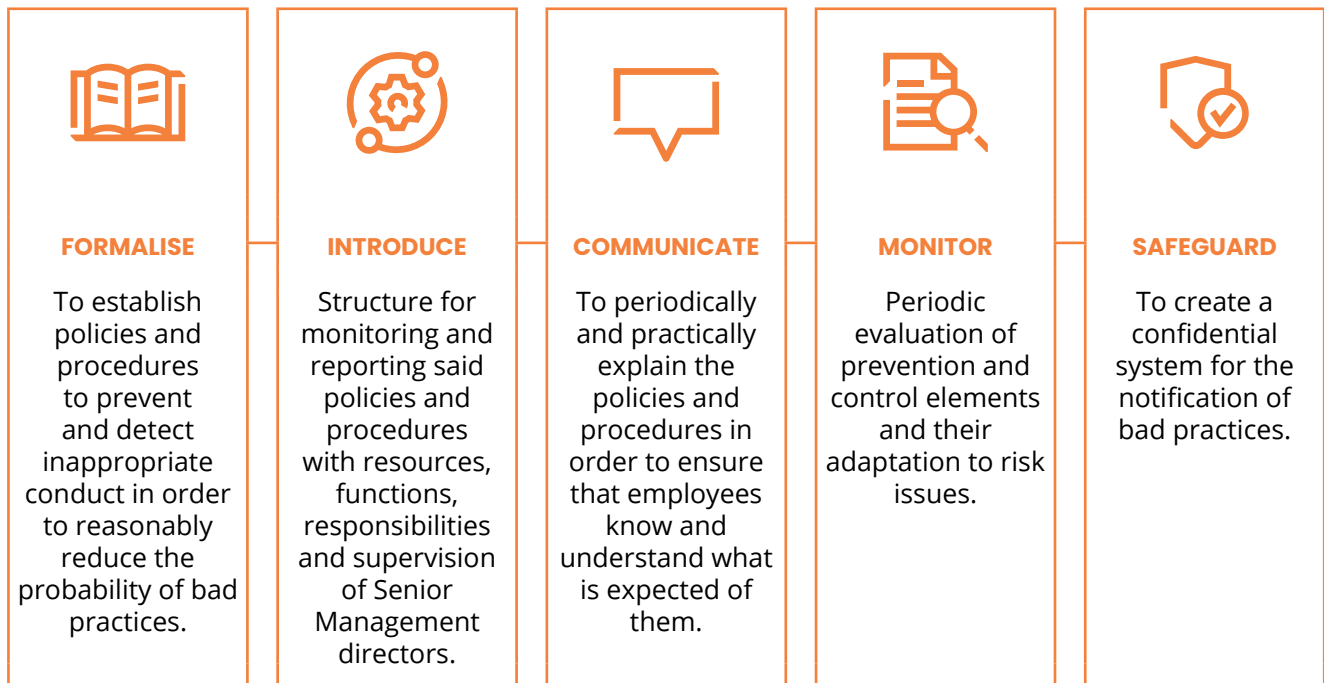 FORMALISE
To establish
policies and
procedures
to prevent
and detect
inappropriate
conduct in order
to reasonably
reduce the
probability of bad
practices.
INTRODUCE
Structure for
monitoring and
reporting said
policies and
procedures
with resources,
functions,
responsibilities
and supervision
of Senior
Management
directors.
COMMUNICATE
To periodically
and practically
explain the
policies and
procedures in
order to ensure
that employees
know and
understand what
is expected of
them.
MONITOR
Periodic
evaluation of
prevention and
control elements
and their
adaptation to risk
issues.
SAFEGUARD
To create a
confidential
system for the
notification of
bad practices.